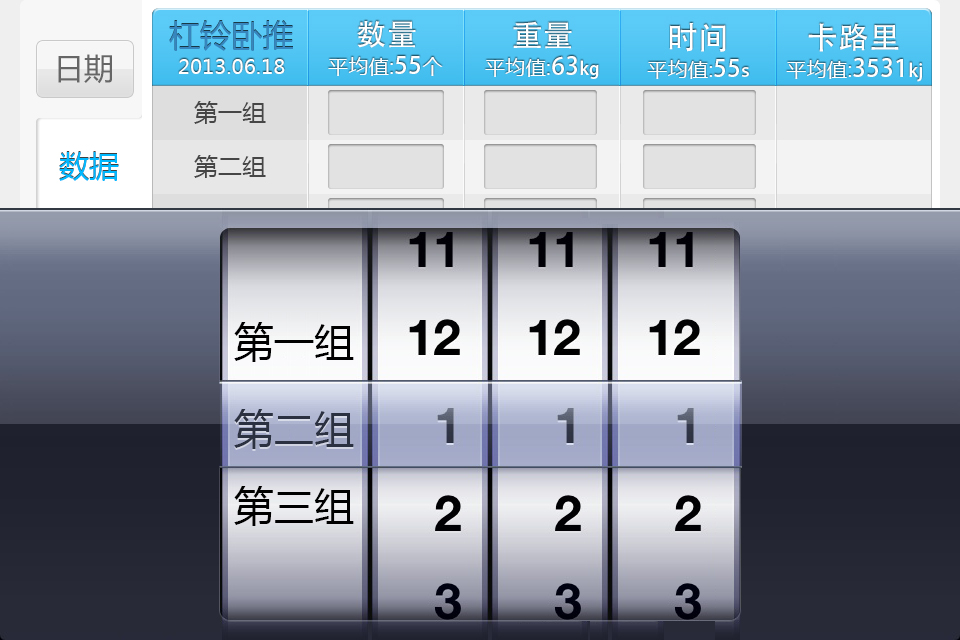 日期
数据
杠铃卧推 数量 重量 时间 卡路里
2013.06.18 平均值:55个 平均值:63kg 平均值:55s 平均值:3531kj
第一组
第二组
11 11 11
第一组 12 12 12
第二组 1 1 1
第三组 2 2 2
3 3 3